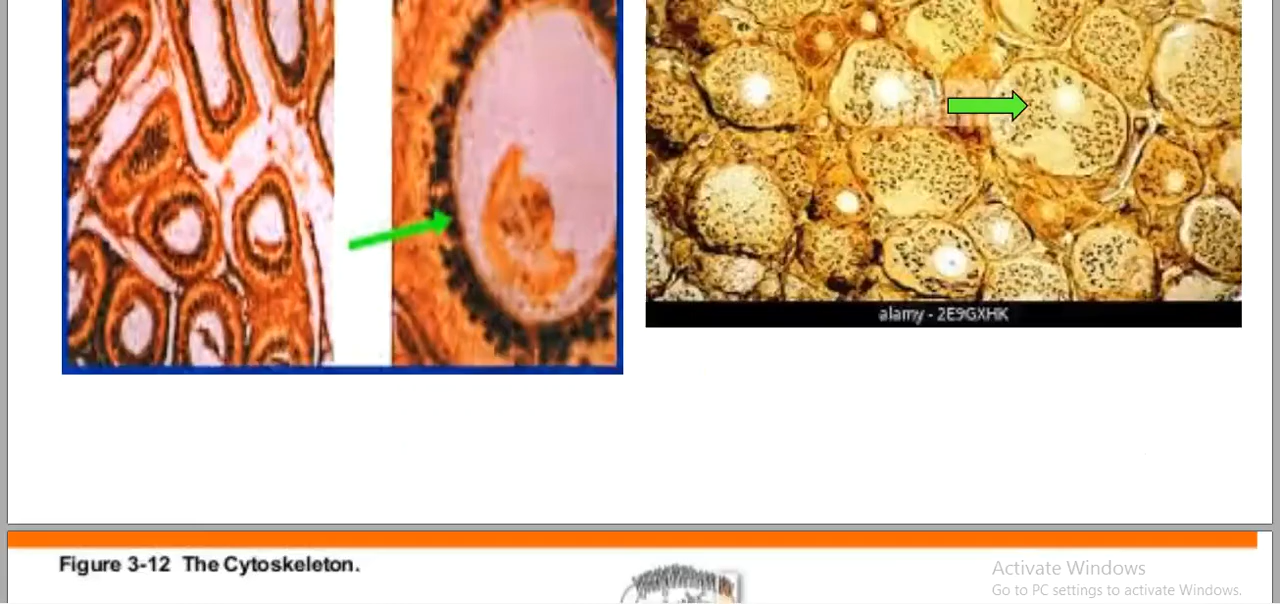 alamy - 2E9GXHK
Figure 3-12 The Cytoskeleton.
Activate Windows
Go to PC settings to activate Windows.